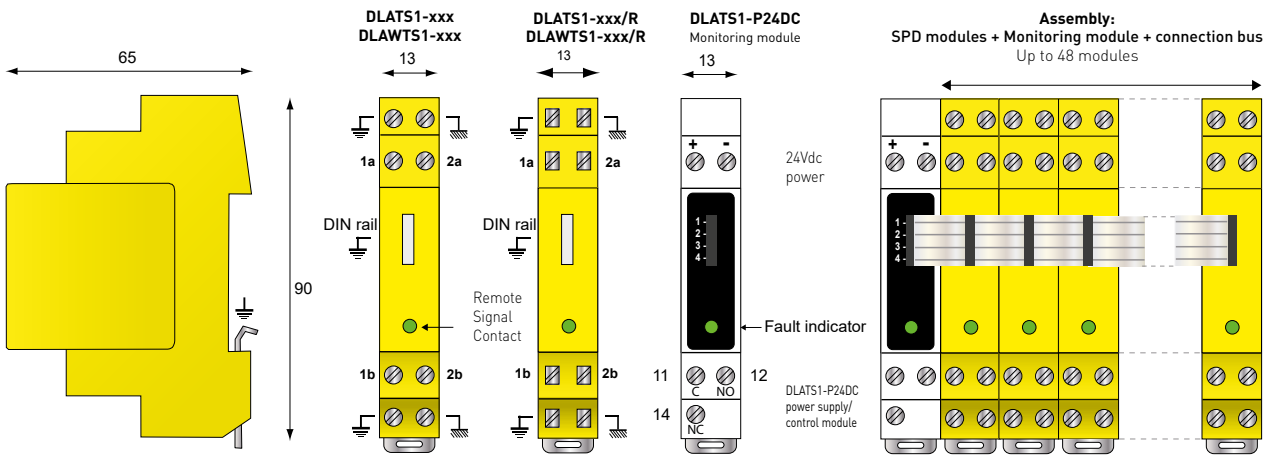 65
DLATS1-xxx
DLAWTS1-xxx
13
1a
2a
DIN rail
90
Remote
Signal
Contact
1b
2b
DLATS1-xxx/R
DLAWTS1-xxx/R
13
1a
2a
DIN rail
1b
2b
DLATS1-P24DC
Monitoring module
13
+ -
24Vdc
power
1 -
2 -
3 -
4 -
Fault indicator
11
12
C NO
14
NC
DLATS1-P24DC
power supply/
control module
Assembly:
SPD modules + Monitoring module + connection bus
Up to 48 modules
+ -
1 -
2 -
3 -
4 -